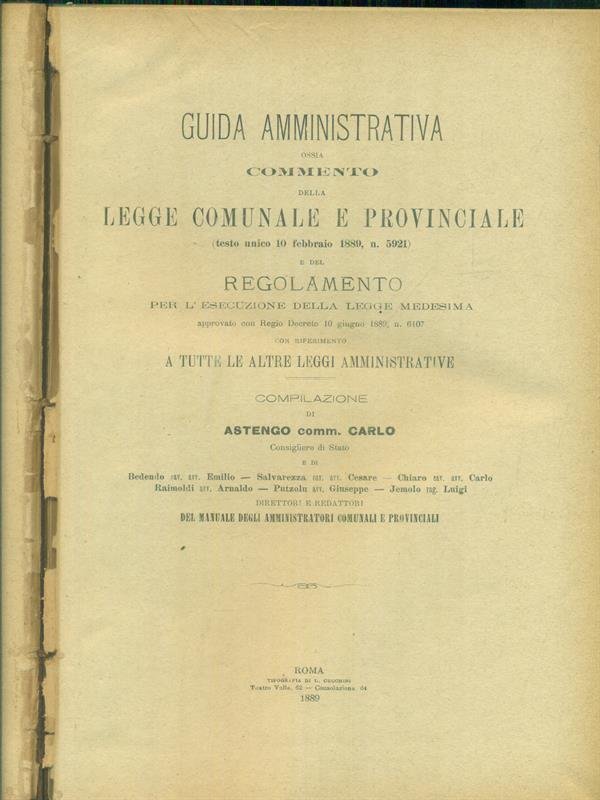 GUIDA AMMINISTRATIVA
OSSIA
COMMENTO
DELLA
LEGGE COMUNALE E PROVINCIALE
(testo unico 10 febbraio 1889, n. 5921)
E DEL
REGOLAMENTO
PER L'ESECUZIONE DELLA LEGGE MEDESIMA
approvato con Regio Decreto 10 giugno 1889, n. 6107
CON RIFERIMENTO
A TUTTE LE ALTRE LEGGI AMMINISTRATIVE
COMPILAZIONE
DI
ASTENGO comm. CARLO
Consigliere di Stato
E DI
Bedendo cav. avv. Emilio — Salvarezza cav. avv. Cesare — Chiaro cav. avv. Carlo
Raimoldi avv. Arnaldo — Putzolu avv. Giuseppe — Jemolo rag. Luigi
DIRETTORI E REDATTORI
DEL MANUALE DEGLI AMMINISTRATORI COMUNALI E PROVINCIALI
ROMA
TIPOGRAFIA DI L. CECCHINI
Teatro Valle, 62 — Consolazione, 64
1889